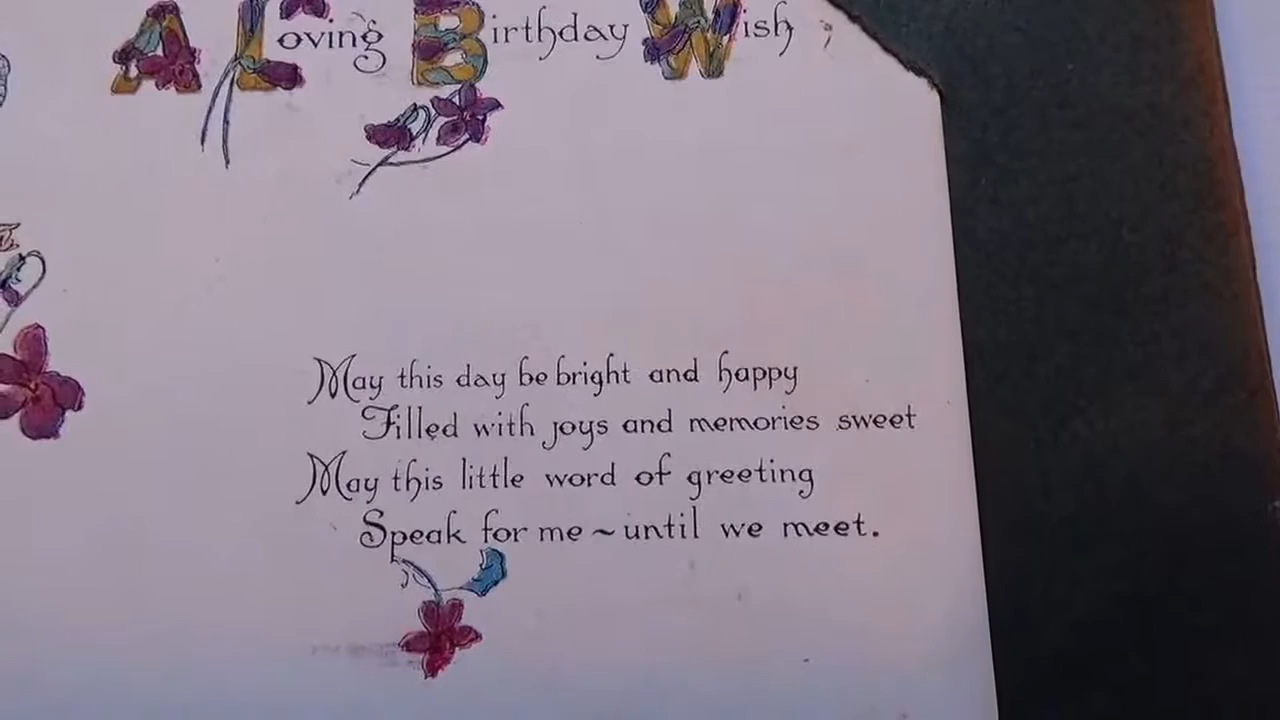 A Loving Birthday Wish
May this day be bright and happy
Filled with joys and memories sweet
May this little word of greeting
Speak for me ~ until we meet.